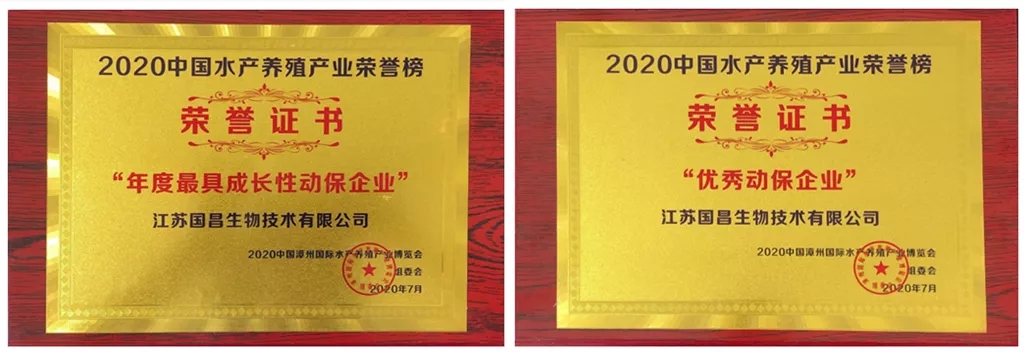 2020中国水产养殖产业荣誉榜
荣誉证书
“年度最具成长性动保企业”
江苏国昌生物技术有限公司
2020中国漳州国际水产养殖产业博览会
组委会
2020年7月
2020中国水产养殖产业荣誉榜
荣誉证书
“优秀动保企业”
江苏国昌生物技术有限公司
2020中国漳州国际水产养殖产业博览会
组委会
2020年7月